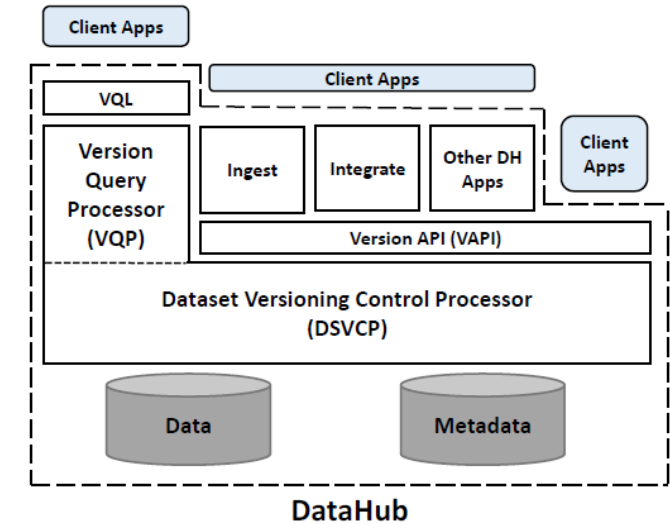 Client Apps
Client Apps
VQL
Client
Apps
Version
Query
Processor
(VQP)
Ingest
Integrate
Other DH
Apps
Version API (VAPI)
Dataset Versioning Control Processor
(DSVCP)
Data
Metadata
DataHub